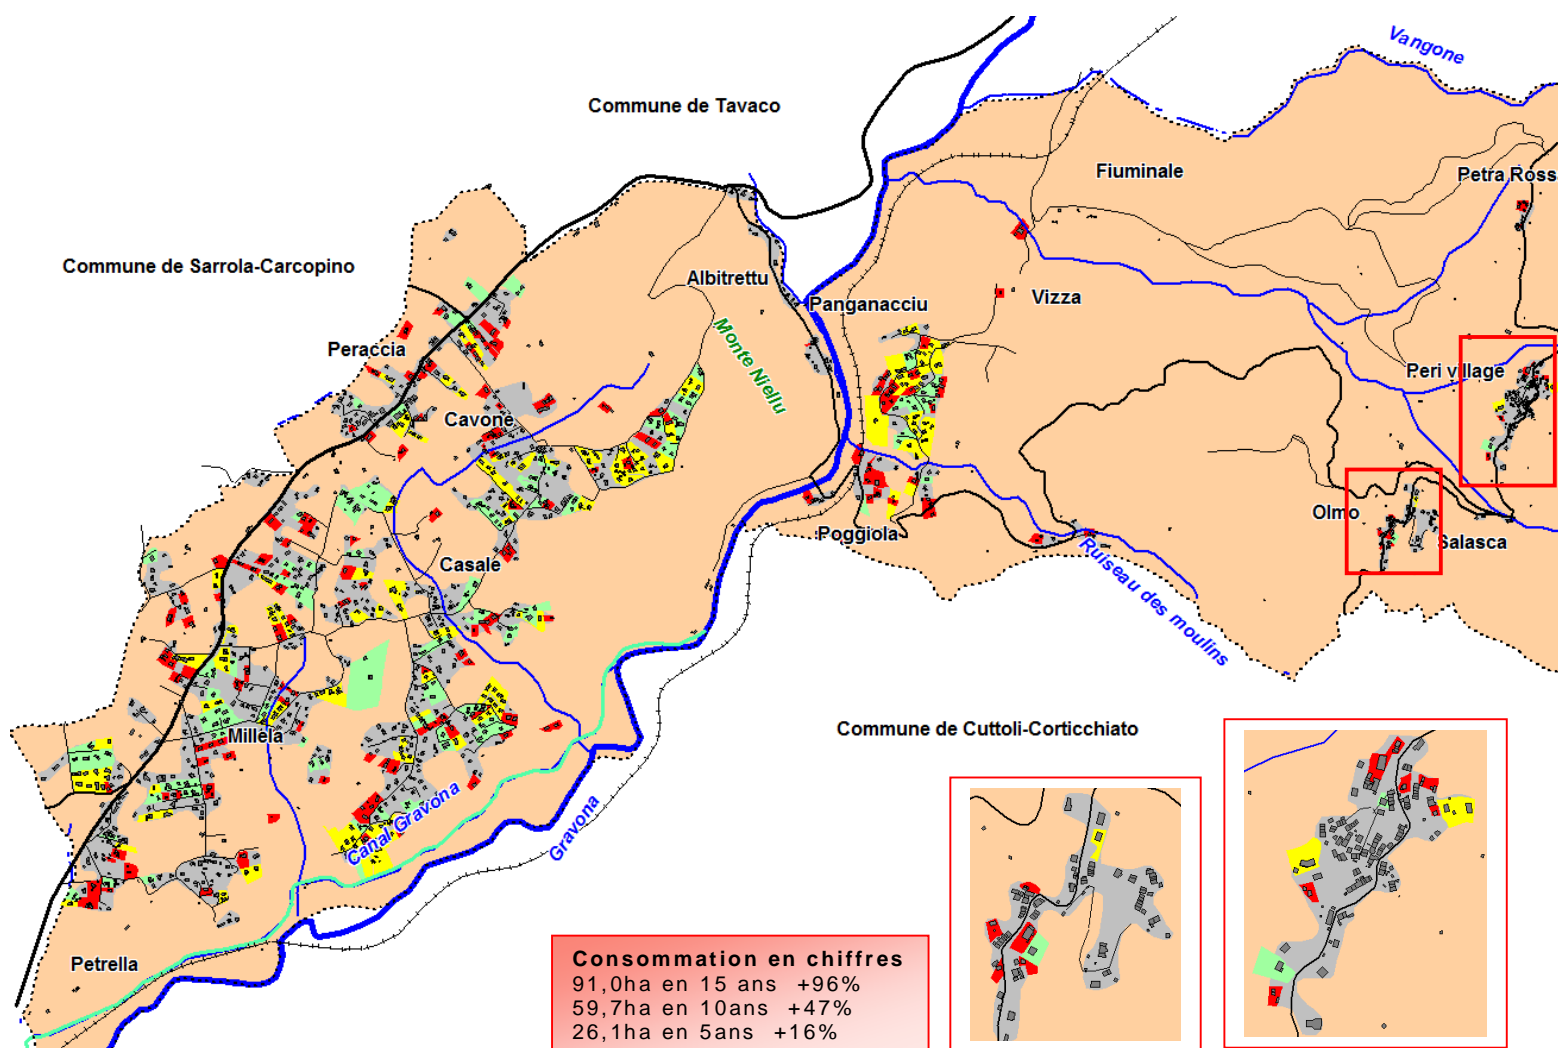 Vangone
Commune de Tavaco
Fiuminale
Petra Ross
Commune de Sarrola-Carcopino
Albitrettu
Panganacciu
Vizza
Monte Niellu
Peraccia
Peri village
Cavone
Olmo
Poggiola
Salasca
Casale
Ruiseau des moulins
Millela
Commune de Cuttoli-Corticchiato
Canal Gravona
Gravona
Petrella
Consommation en chiffres
91,0ha en 15 ans +96%
59,7ha en 10ans +47%
26,1ha en 5ans +16%